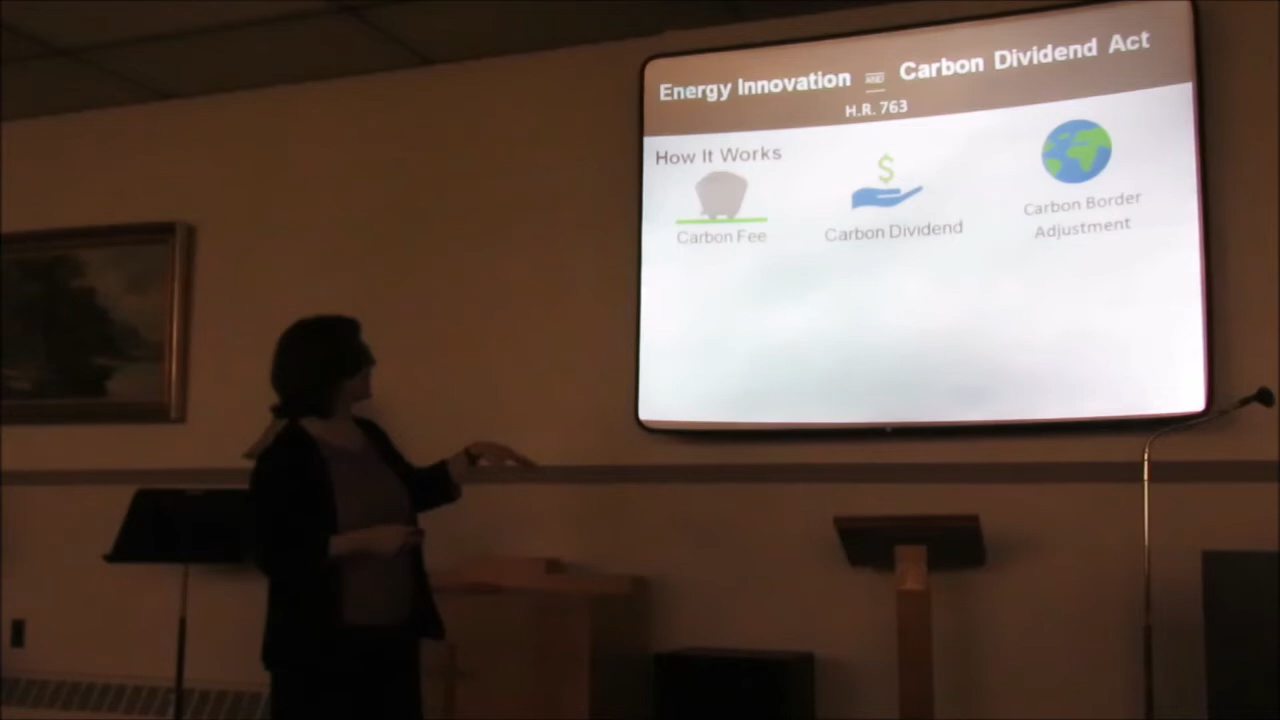 Energy Innovation AND Carbon Dividend Act
H.R. 763
How It Works
Carbon Fee
Carbon Dividend
Carbon Border
Adjustment